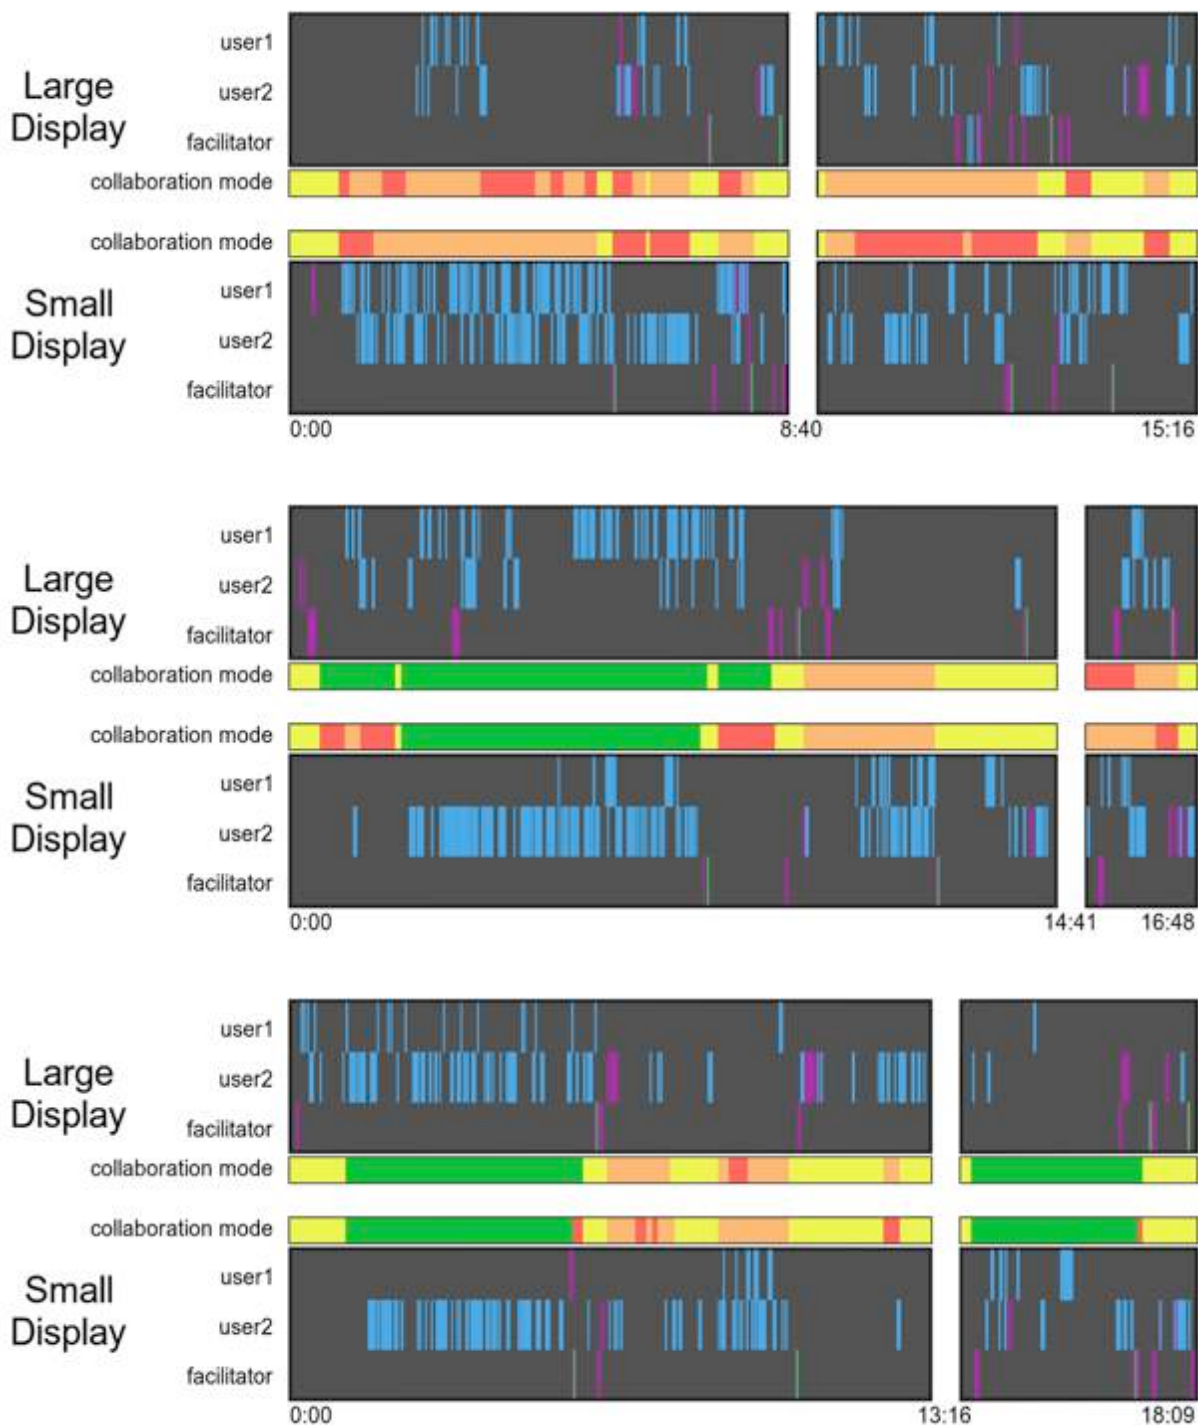 Large
Display
user1
user2
facilitator
collaboration mode
collaboration mode
Small
Display
user1
user2
facilitator
0:00 8:40 15:16
Large
Display
user1
user2
facilitator
collaboration mode
collaboration mode
Small
Display
user1
user2
facilitator
0:00 14:41 16:48
Large
Display
user1
user2
facilitator
collaboration mode
collaboration mode
Small
Display
user1
user2
facilitator
0:00 13:16 18:09